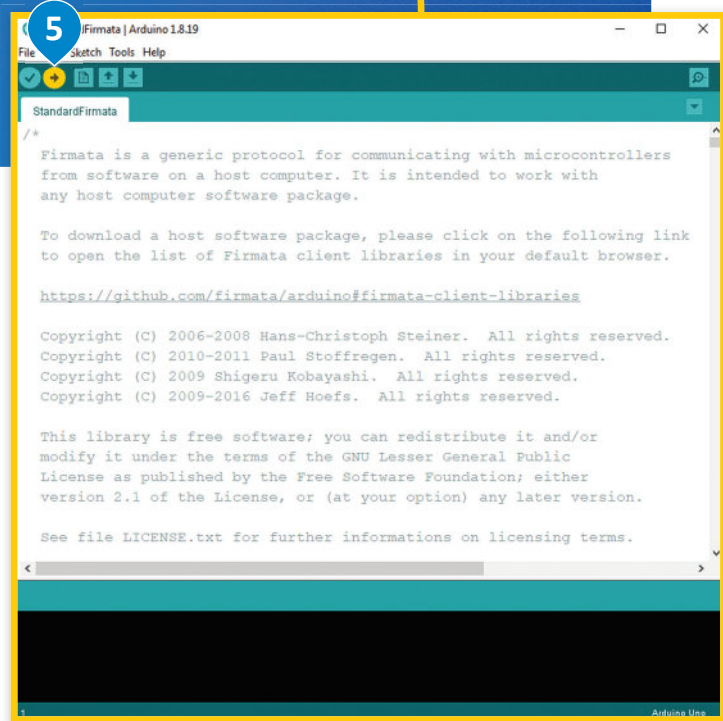 5
Firmata | Arduino 1.8.19
File Sketch Tools Help
StandardFirmata
/*
Firmata is a generic protocol for communicating with microcontrollers
from software on a host computer. It is intended to work with
any host computer software package.
To download a host software package, please click on the following link
to open the list of Firmata client libraries in your default browser.
https://github.com/firmata/arduino#firmata-client-libraries
Copyright (C) 2006-2008 Hans-Christoph Steiner. All rights reserved.
Copyright (C) 2010-2011 Paul Stoffregen. All rights reserved.
Copyright (C) 2009 Shigeru Kobayashi. All rights reserved.
Copyright (C) 2009-2016 Jeff Hoefs. All rights reserved.
This library is free software; you can redistribute it and/or
modify it under the terms of the GNU Lesser General Public
License as published by the Free Software Foundation; either
version 2.1 of the License, or (at your option) any later version.
See file LICENSE.txt for further informations on licensing terms.
1 Arduino Uno